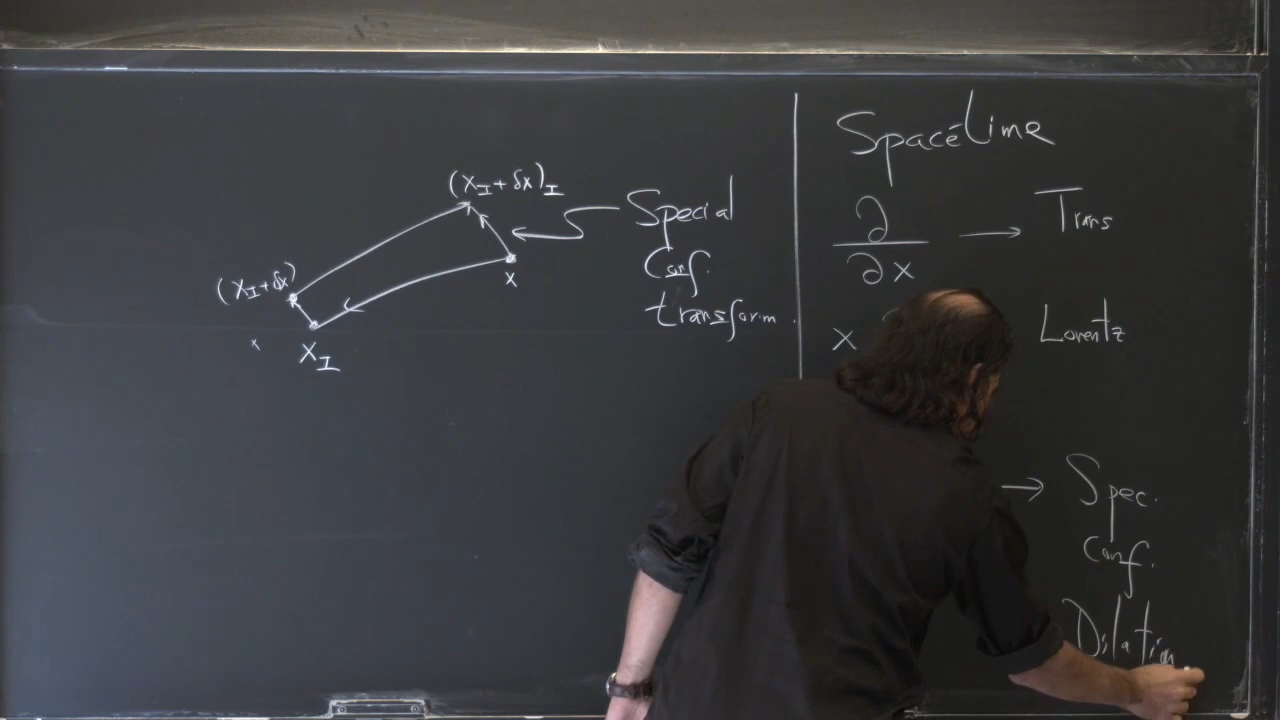 (x_I + δx)_I
Special
Conf.
transform.
(x_I + δx)
x
x
x_I
Spacetime
∂/∂x → Trans
x
Lorentz
→ Spec.
Conf.
Dilation